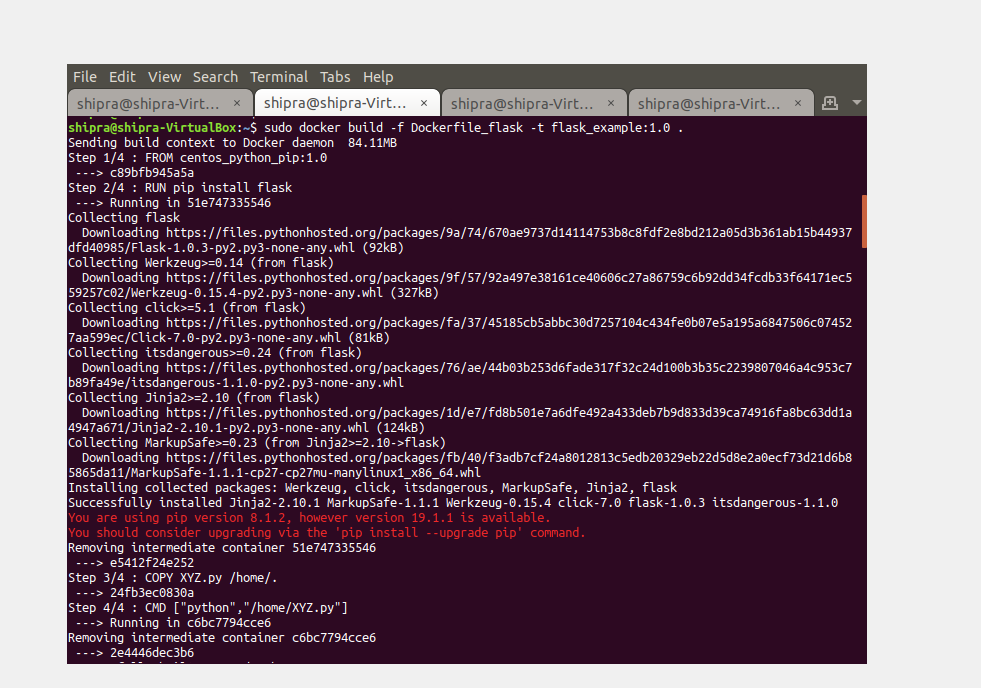 File Edit View Search Terminal Tabs Help
shipra@shipra-Virt... × shipra@shipra-Virt... × shipra@shipra-Virt... × shipra@shipra-Virt... ×
shipra@shipra-VirtualBox:~$ sudo docker build -f Dockerfile_flask -t flask_example:1.0 .
Sending build context to Docker daemon  84.11MB
Step 1/4 : FROM centos_python_pip:1.0
 ---> c89bfb945a5a
Step 2/4 : RUN pip install flask
 ---> Running in 51e747335546
Collecting flask
  Downloading https://files.pythonhosted.org/packages/9a/74/670ae9737d14114753b8c8fdf2e8bd212a05d3b361ab15b44937
dfd40985/Flask-1.0.3-py2.py3-none-any.whl (92kB)
Collecting Werkzeug>=0.14 (from flask)
  Downloading https://files.pythonhosted.org/packages/9f/57/92a497e38161ce40606c27a86759c6b92dd34fcdb33f64171ec5
59257c02/Werkzeug-0.15.4-py2.py3-none-any.whl (327kB)
Collecting click>=5.1 (from flask)
  Downloading https://files.pythonhosted.org/packages/fa/37/45185cb5abbc30d7257104c434fe0b07e5a195a6847506c07452
7aa599ec/Click-7.0-py2.py3-none-any.whl (81kB)
Collecting itsdangerous>=0.24 (from flask)
  Downloading https://files.pythonhosted.org/packages/76/ae/44b03b253d6fade317f32c24d100b3b35c2239807046a4c953c7
b89fa49e/itsdangerous-1.1.0-py2.py3-none-any.whl
Collecting Jinja2>=2.10 (from flask)
  Downloading https://files.pythonhosted.org/packages/1d/e7/fd8b501e7a6dfe492a433deb7b9d833d39ca74916fa8bc63dd1a
4947a671/Jinja2-2.10.1-py2.py3-none-any.whl (124kB)
Collecting MarkupSafe>=0.23 (from Jinja2>=2.10->flask)
  Downloading https://files.pythonhosted.org/packages/fb/40/f3adb7cf24a8012813c5edb20329eb22d5d8e2a0ecf73d21d6b8
5865da11/MarkupSafe-1.1.1-cp27-cp27mu-manylinux1_x86_64.whl
Installing collected packages: Werkzeug, click, itsdangerous, MarkupSafe, Jinja2, flask
Successfully installed Jinja2-2.10.1 MarkupSafe-1.1.1 Werkzeug-0.15.4 click-7.0 flask-1.0.3 itsdangerous-1.1.0
You are using pip version 8.1.2, however version 19.1.1 is available.
You should consider upgrading via the 'pip install --upgrade pip' command.
Removing intermediate container 51e747335546
 ---> e5412f24e252
Step 3/4 : COPY XYZ.py /home/.
 ---> 24fb3ec0830a
Step 4/4 : CMD ["python","/home/XYZ.py"]
 ---> Running in c6bc7794cce6
Removing intermediate container c6bc7794cce6
 ---> 2e4446dec3b6